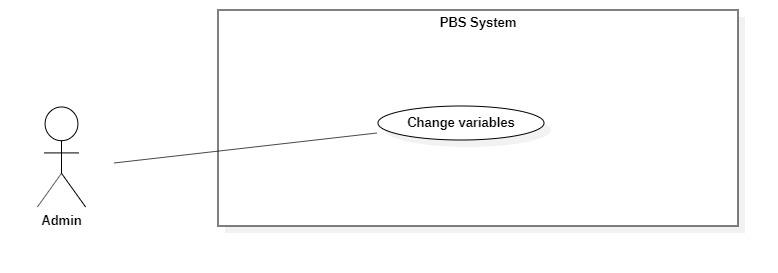 PBS System
Change variables
Admin